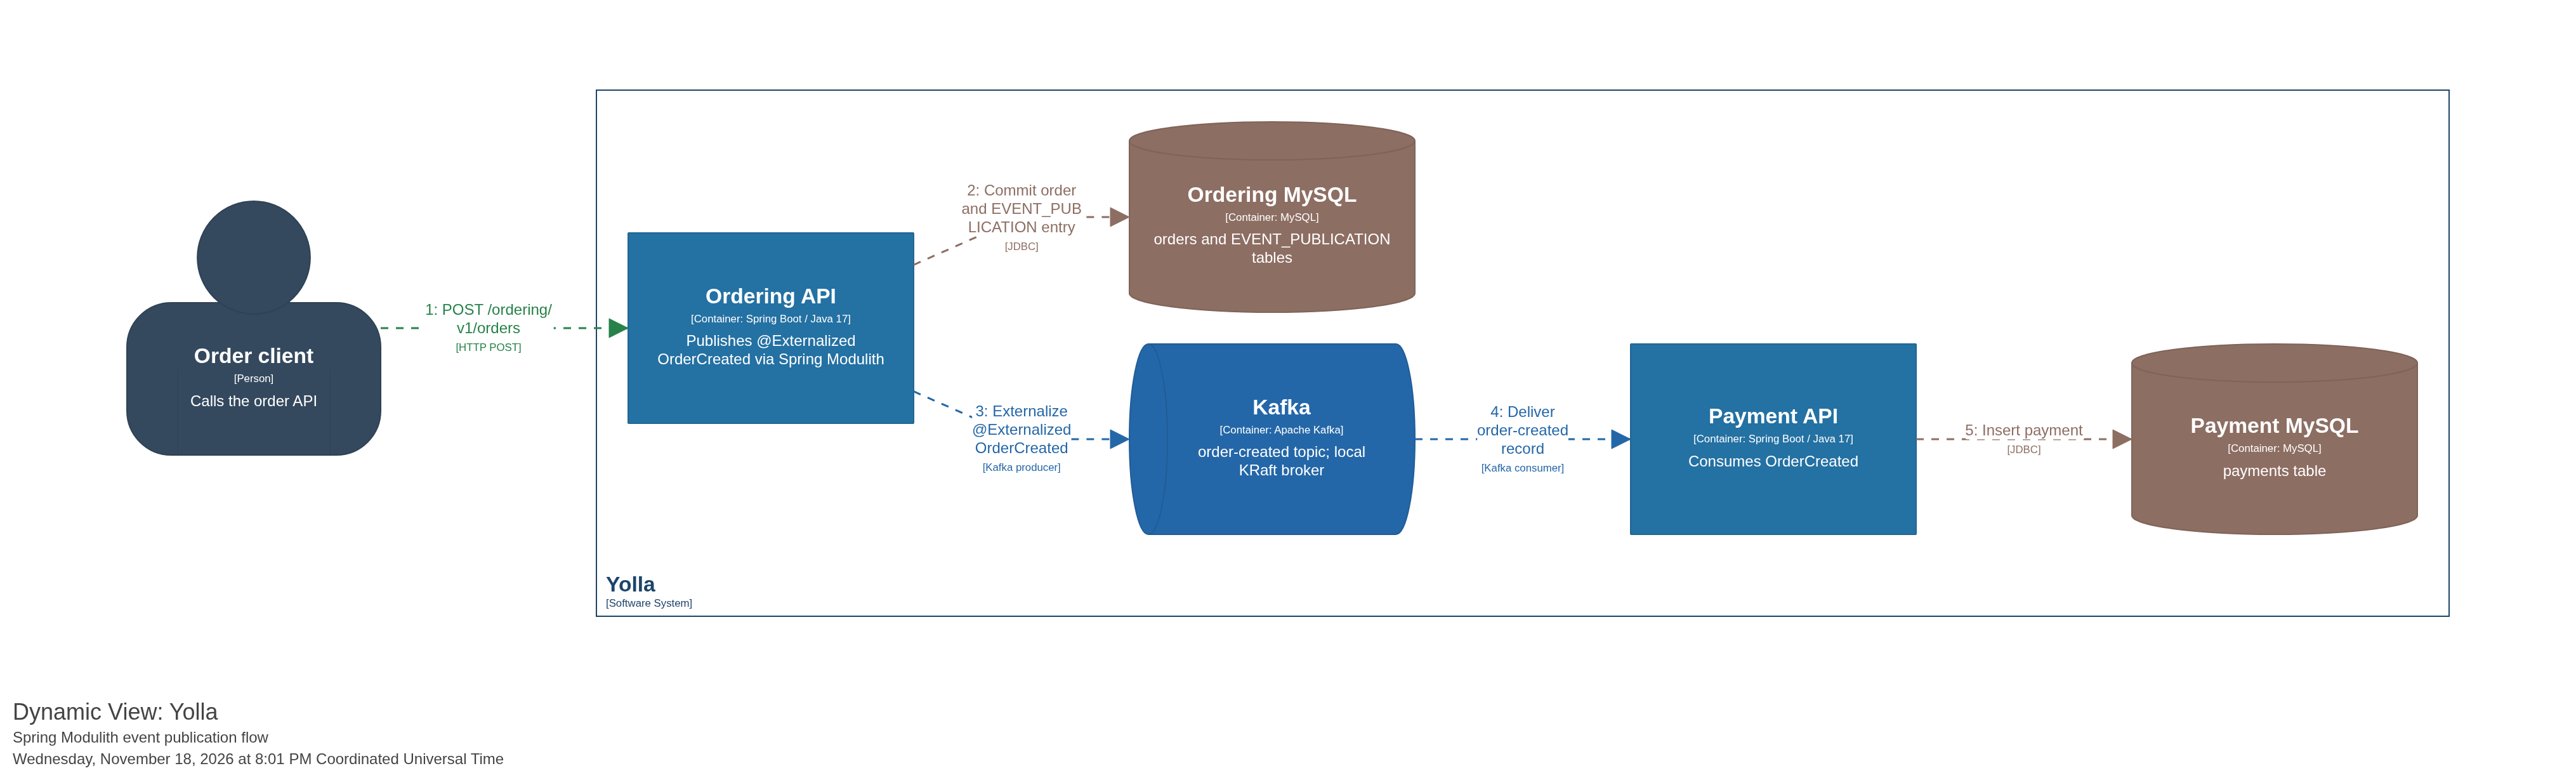 Order client
[Person]
Calls the order API
1: POST /ordering/
v1/orders
[HTTP POST]
Ordering API
[Container: Spring Boot / Java 17]
Publishes @Externalized
OrderCreated via Spring Modulith
2: Commit order
and EVENT_PUB
LICATION entry
[JDBC]
Ordering MySQL
[Container: MySQL]
orders and EVENT_PUBLICATION
tables
3: Externalize
@Externalized
OrderCreated
[Kafka producer]
Kafka
[Container: Apache Kafka]
order-created topic; local
KRaft broker
4: Deliver
order-created
record
[Kafka consumer]
Payment API
[Container: Spring Boot / Java 17]
Consumes OrderCreated
5: Insert payment
[JDBC]
Payment MySQL
[Container: MySQL]
payments table
Yolla
[Software System]
Dynamic View: Yolla
Spring Modulith event publication flow
Wednesday, November 18, 2026 at 8:01 PM Coordinated Universal Time